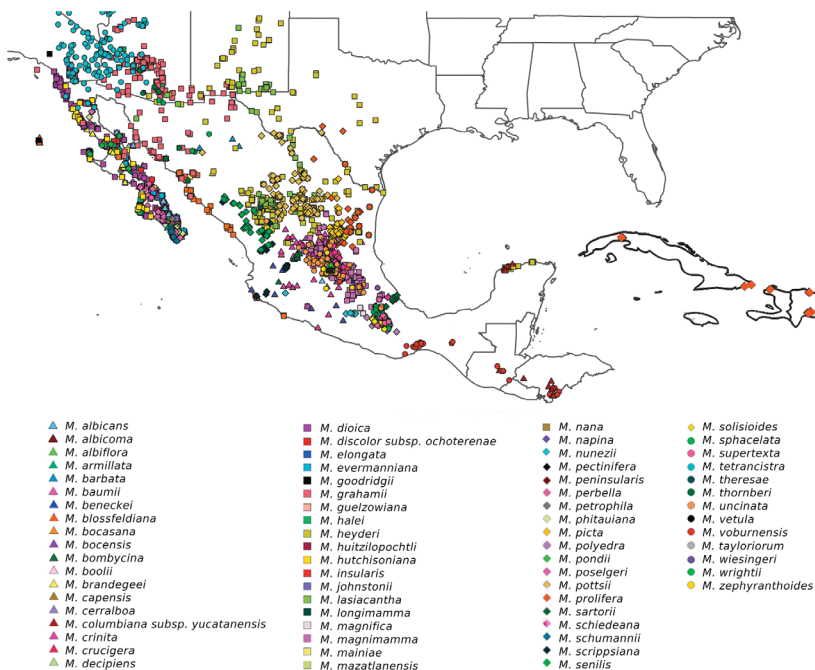 M. albicans
M. albicoma
M. albiflora
M. armillata
M. barbata
M. baumii
M. beneckei
M. blossfeldiana
M. bocasana
M. bocensis
M. bombycina
M. boolii
M. brandegeei
M. capensis
M. cerralboa
M. columbiana subsp. yucatanensis
M. crinita
M. crucigera
M. decipiens
M. dioica
M. discolor subsp. ochoterenae
M. elongata
M. evermanniana
M. goodridgii
M. grahamii
M. guelzowiana
M. halei
M. heyderi
M. huitzilopochtli
M. hutchisoniana
M. insularis
M. johnstonii
M. lasiacantha
M. longimamma
M. magnifica
M. magnimamma
M. mainiae
M. mazatlanensis
M. nana
M. napina
M. nunezii
M. pectinifera
M. peninsularis
M. perbella
M. petrophila
M. phitauiana
M. picta
M. polyedra
M. pondii
M. poselgeri
M. pottsii
M. prolifera
M. sartorii
M. schiedeana
M. schumannii
M. scrippsiana
M. senilis
M. solisioides
M. sphacelata
M. supertexta
M. tetrancistra
M. theresae
M. thornberi
M. uncinata
M. vetula
M. voburnensis
M. tayloriorum
M. wiesingeri
M. wrightii
M. zephyranthoides